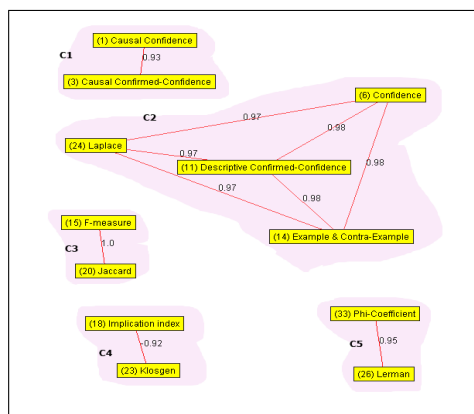 (1) Causal Confidence
C1
0.93
(3) Causal Confirmed-Confidence
(6) Confidence
C2
0.97
(24) Laplace
0.98
0.97
(11) Descriptive Confirmed-Confidence
0.98
0.97
0.98
(15) F-measure
(14) Example & Contra-Example
1.0
C3
(20) Jaccard
(33) Phi-Coefficient
(18) Implication index
-0.92
C5
0.95
C4
(23) Klosgen
(26) Lerman